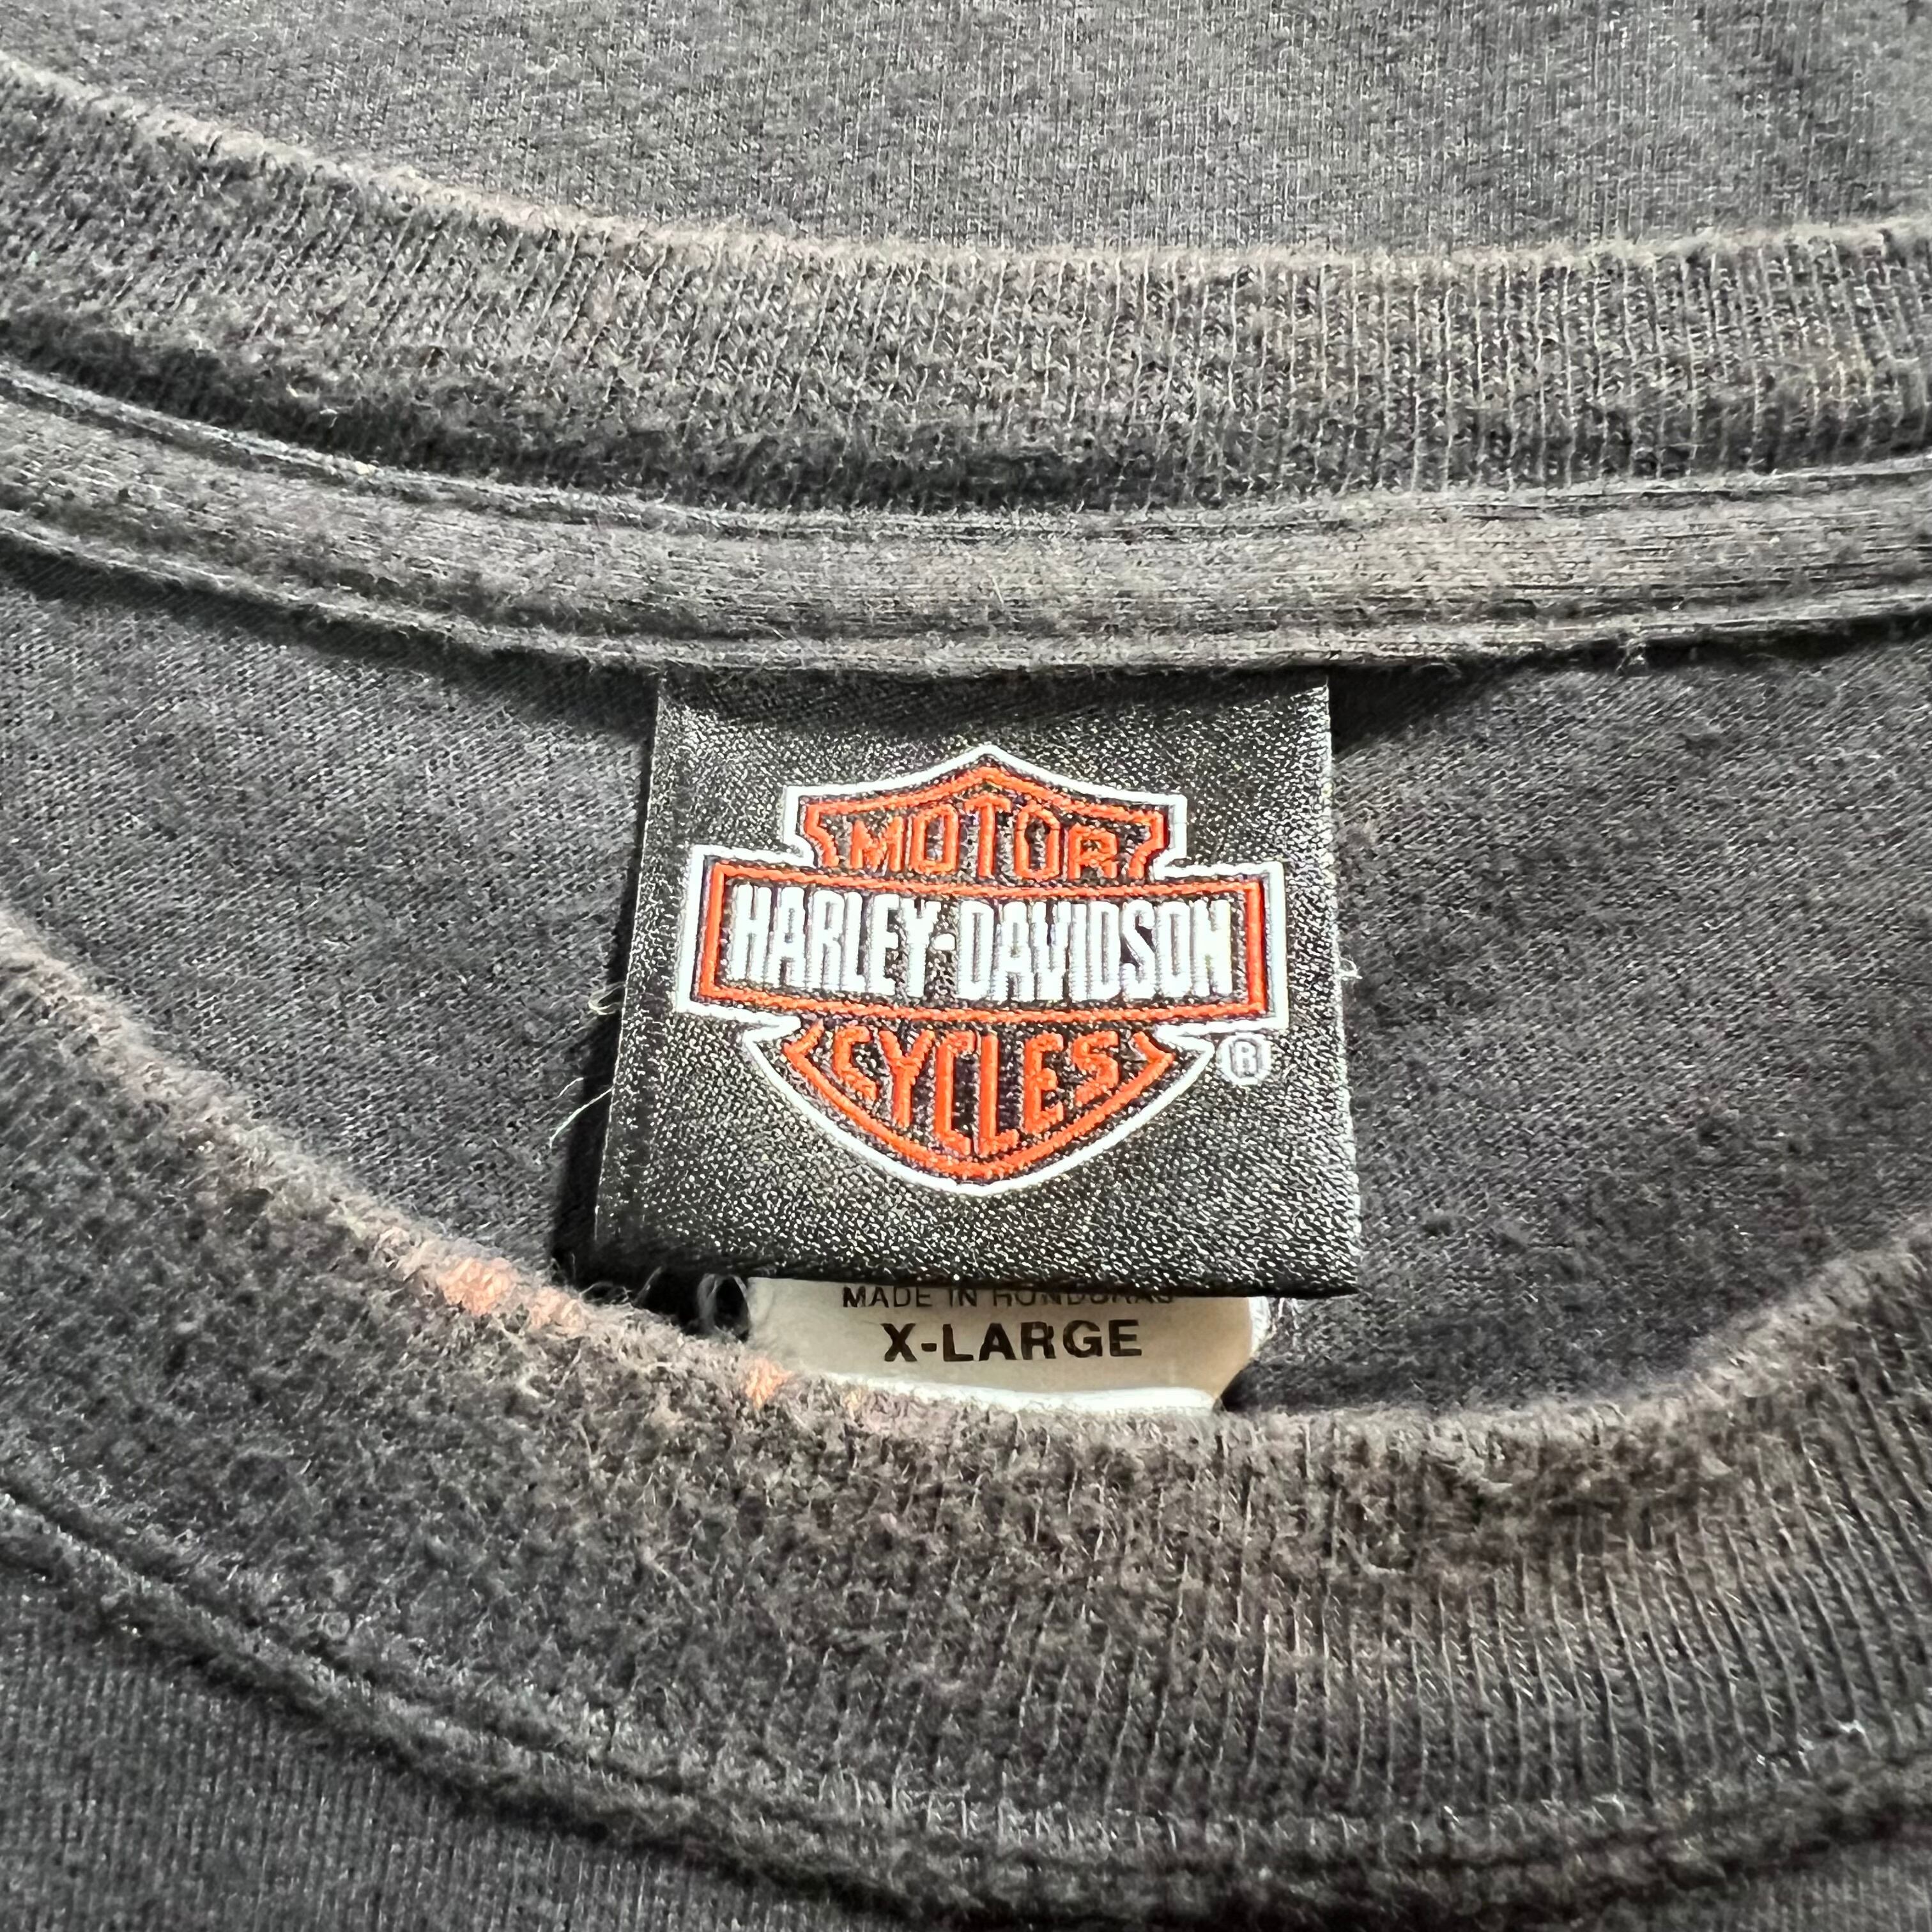 MOTOR
HARLEY-DAVIDSON
CYCLES
®
MADE IN HONDURAS
X-LARGE